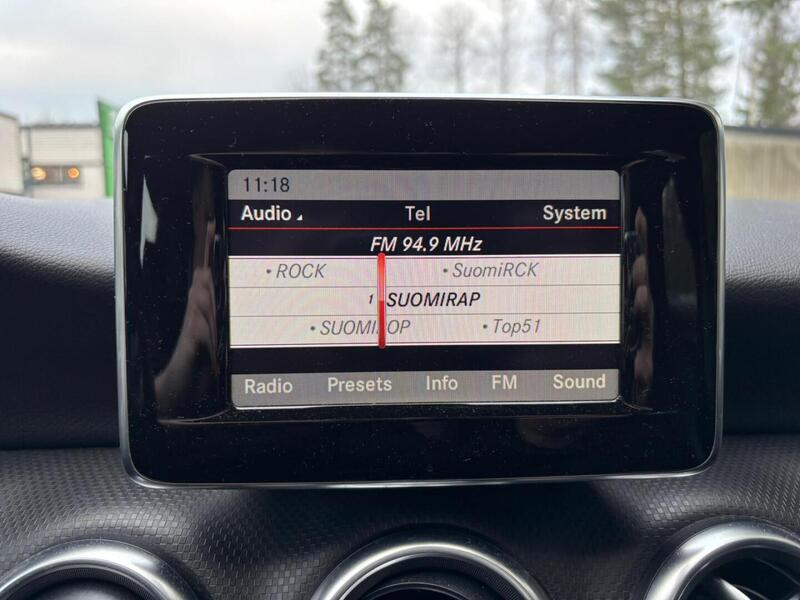 11:18
Audio Tel System
FM 94.9 MHz
• ROCK • SuomiRCK
1 SUOMIRAP
• SUOMIPOP • Top51
Radio Presets Info FM Sound